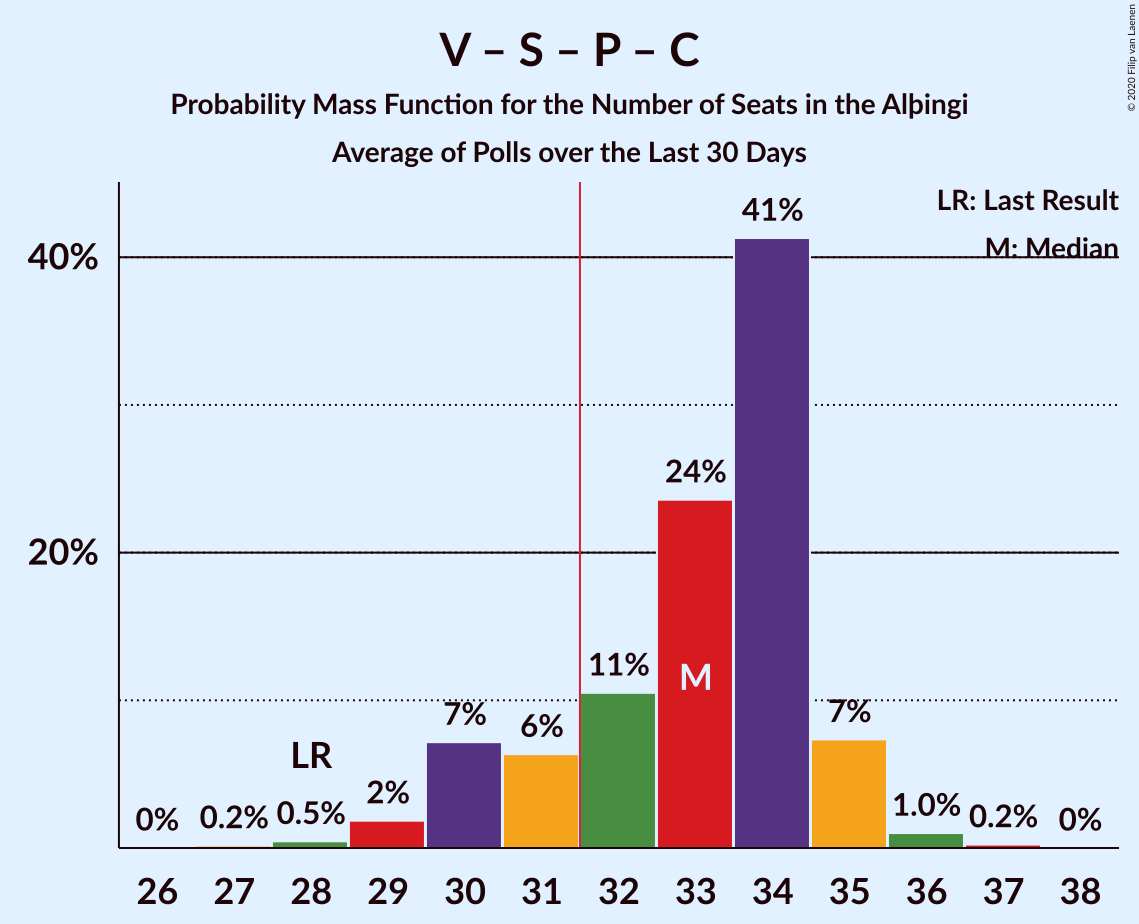 V – S – P – C
Probability Mass Function for the Number of Seats in the Alþingi
Average of Polls over the Last 30 Days
© 2020 Filip van Laenen
LR: Last Result
M: Median
40%
20%
0%
0.2%
0.5%
LR
2%
7%
6%
11%
24%
M
41%
7%
1.0%
0.2%
0%
26 27 28 29 30 31 32 33 34 35 36 37 38